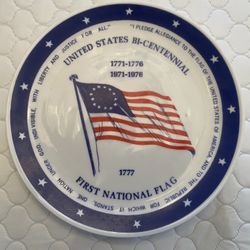 "I PLEDGE ALLEGIANCE TO THE FLAG OF THE UNITED STATES OF AMERICA AND TO THE REPUBLIC FOR WHICH IT STANDS, ONE NATION UNDER GOD, INDIVISIBLE, WITH LIBERTY AND JUSTICE FOR ALL."
UNITED STATES BI-CENTENNIAL
1771-1776
1971-1976
1777
FIRST NATIONAL FLAG